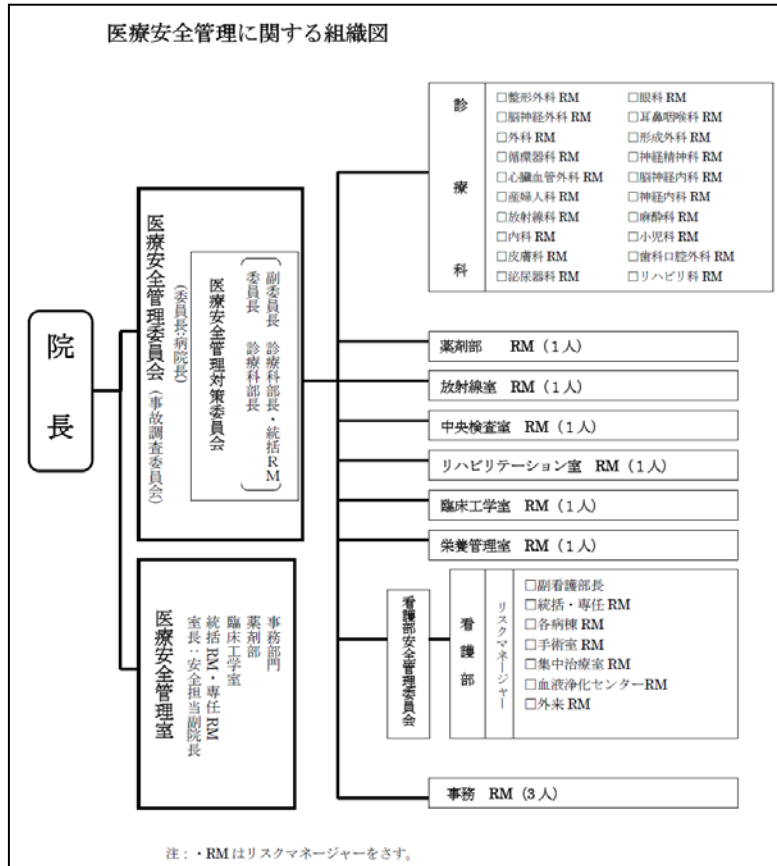 医療安全管理に関する組織図
院長
医療安全管理委員会(事故調査委員会)
(委員長:病院長)
医療安全管理対策委員会
委員長 診療科部長
副委員長 診療科部長・統括RM
医療安全管理室
室長:安全担当副院長
統括RM・専任RM
臨床工学室
薬剤部
事務部門
診療科
□整形外科 RM
□脳神経外科 RM
□外科 RM
□循環器科 RM
□心臓血管外科 RM
□産婦人科 RM
□放射線科 RM
□内科 RM
□皮膚科 RM
□泌尿器科 RM
□眼科 RM
□耳鼻咽喉科 RM
□形成外科 RM
□神経精神科 RM
□脳神経内科 RM
□神経内科 RM
□麻酔科 RM
□小児科 RM
□歯科口腔外科 RM
□リハビリ科 RM
薬剤部 RM(1人)
放射線室 RM(1人)
中央検査室 RM(1人)
リハビリテーション室 RM(1人)
臨床工学室 RM(1人)
栄養管理室 RM(1人)
看護部安全管理委員会
看護部
リスクマネージャー
□副看護部長
□統括・専任 RM
□各病棟 RM
□手術室 RM
□集中治療室 RM
□血液浄化センターRM
□外来 RM
事務 RM(3人)
注:・RMはリスクマネージャーをさす。